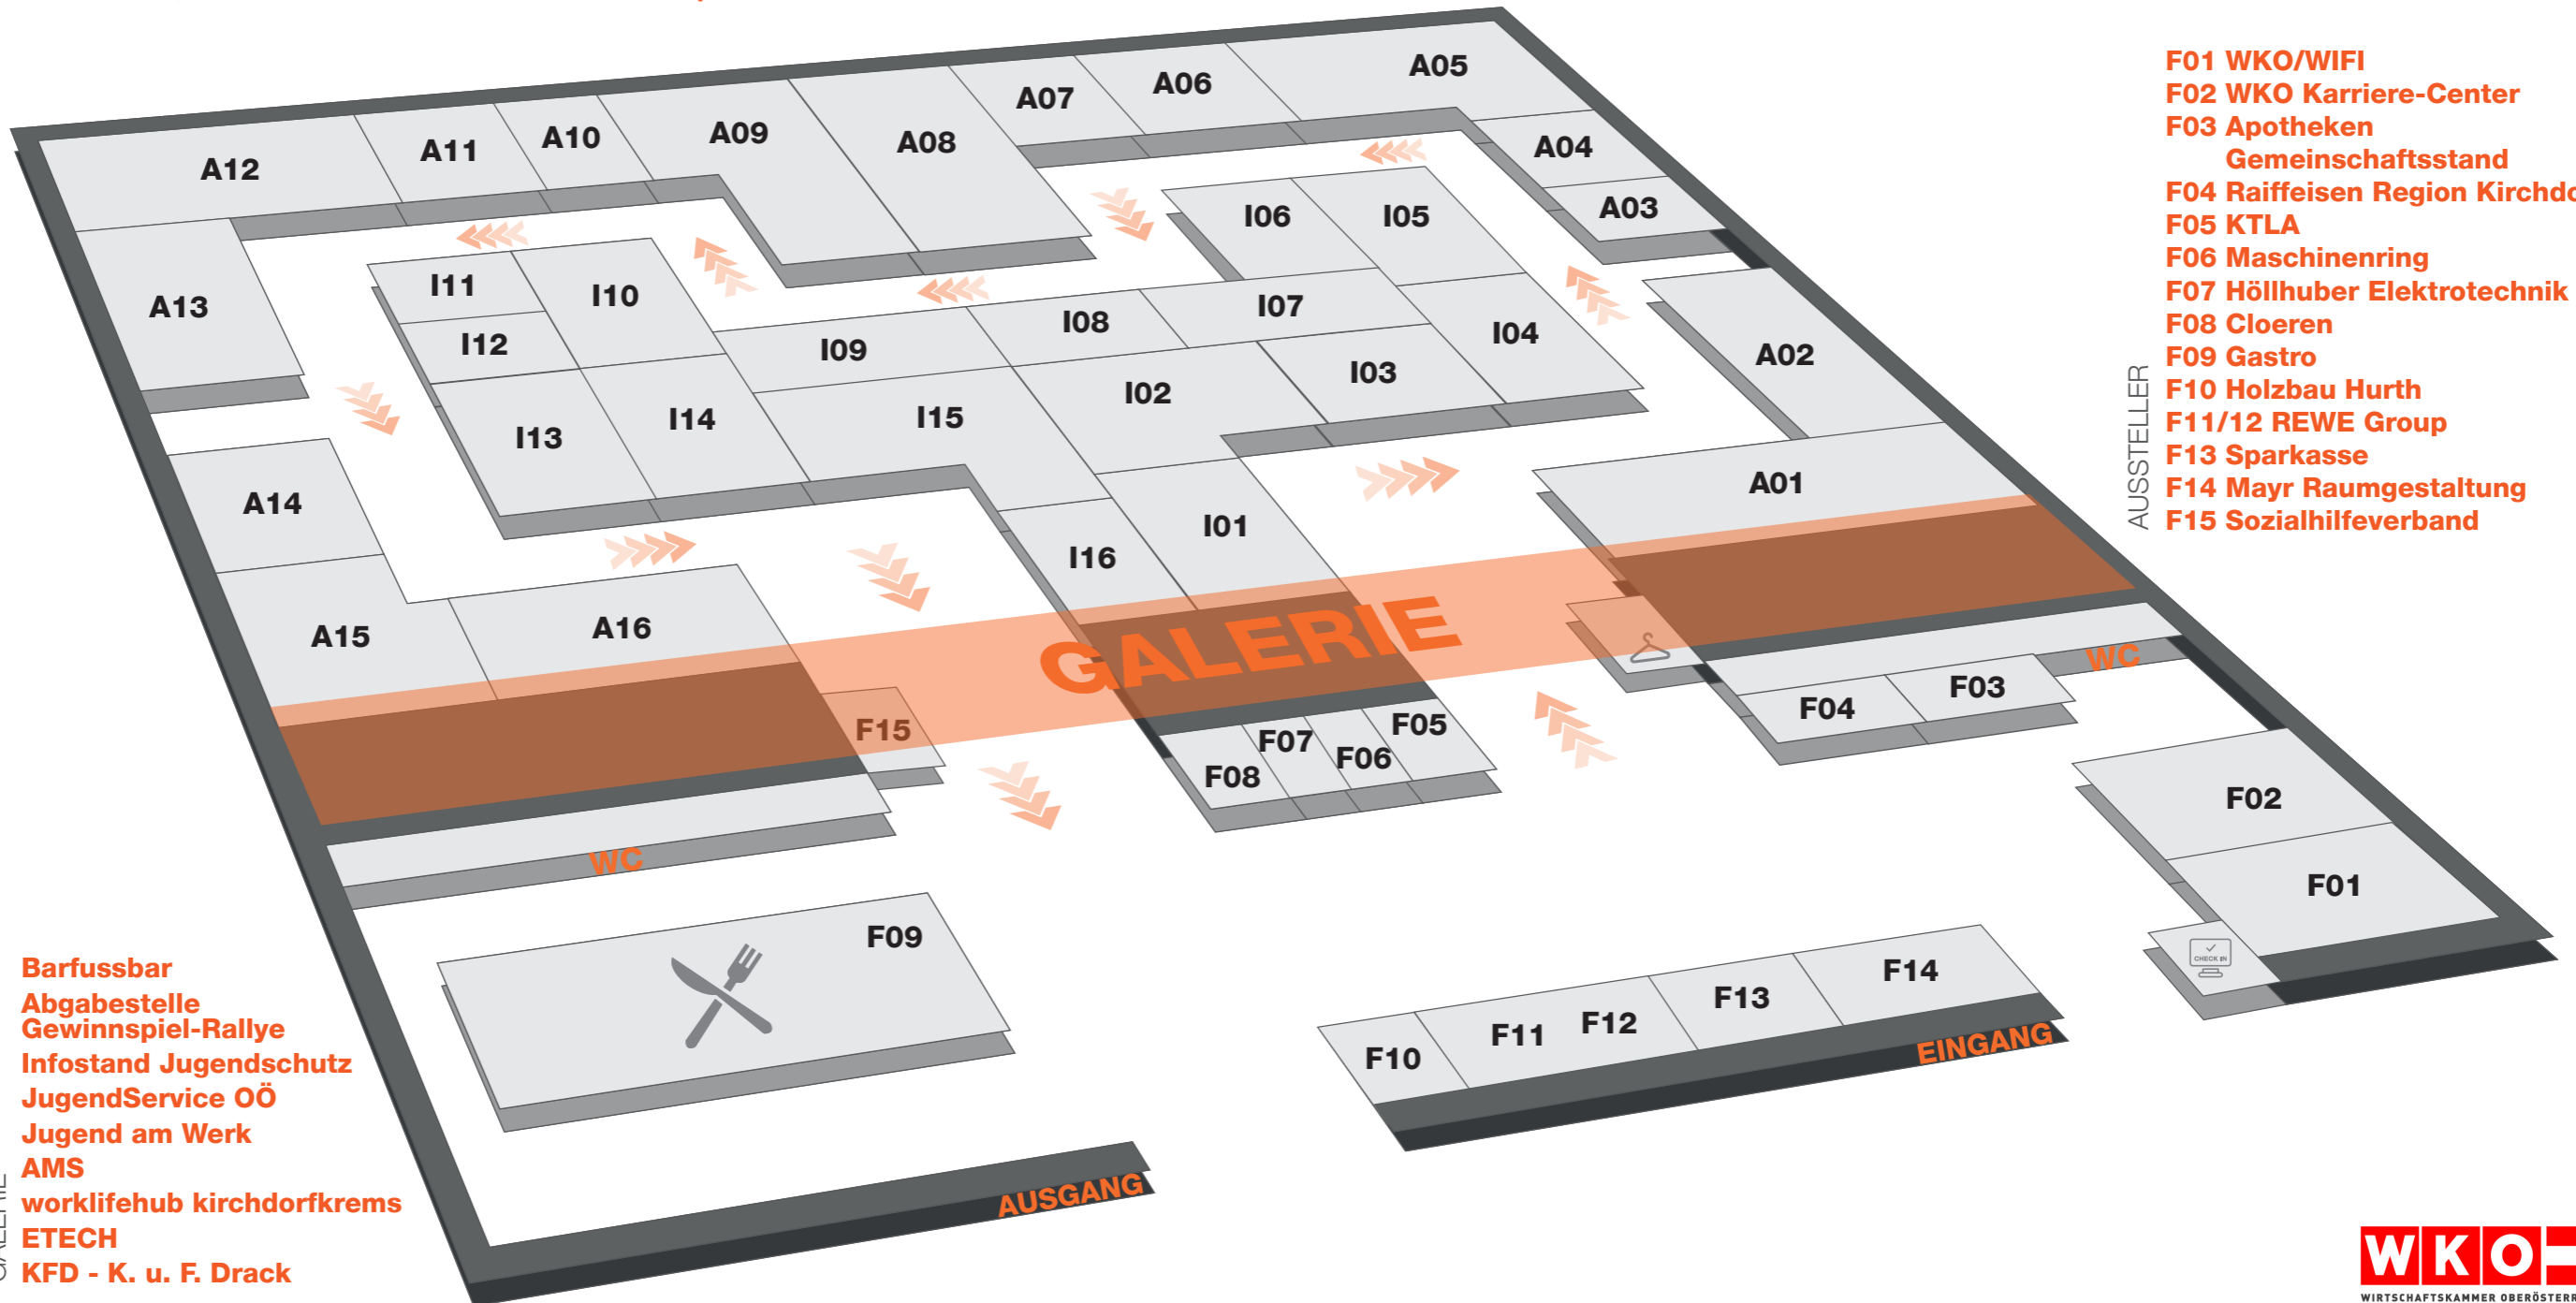 A05
A06
A07
A08
A09
A10
A11
A12
A04
A03
I06
I05
I11
I10
A13
I07
I08
I12
I09
I04
A02
I03
I02
I14
I15
I13
A14
A01
I01
I16
A16
A15
GALERIE
WC
F03
F04
F15
F07
F05
F06
F08
F02
WC
F01
F09
CHECK IN
F14
F13
F12
F11
F10
EINGANG
AUSGANG
AUSSTELLER
F01 WKO/WIFI
F02 WKO Karriere-Center
F03 Apotheken
Gemeinschaftsstand
F04 Raiffeisen Region
F05 KTLA
F06 Maschinenring
F07 Höllhuber Elektrotechnik
F08 Cloeren
F09 Gastro
F10 Holzbau Hurth
F11/12 REWE Group
F13 Sparkasse
F14 Mayr Raumgestaltung
F15 Sozialhilfeverband
Barfussbar
Abgabestelle
Gewinnspiel-Rallye
Infostand Jugendschutz
JugendService OÖ
Jugend am Werk
AMS
worklifehub kirchdorfkrems
ETECH
KFD - K. u. F. Drack
WKO
WIRTSCHAFTSKAMMER